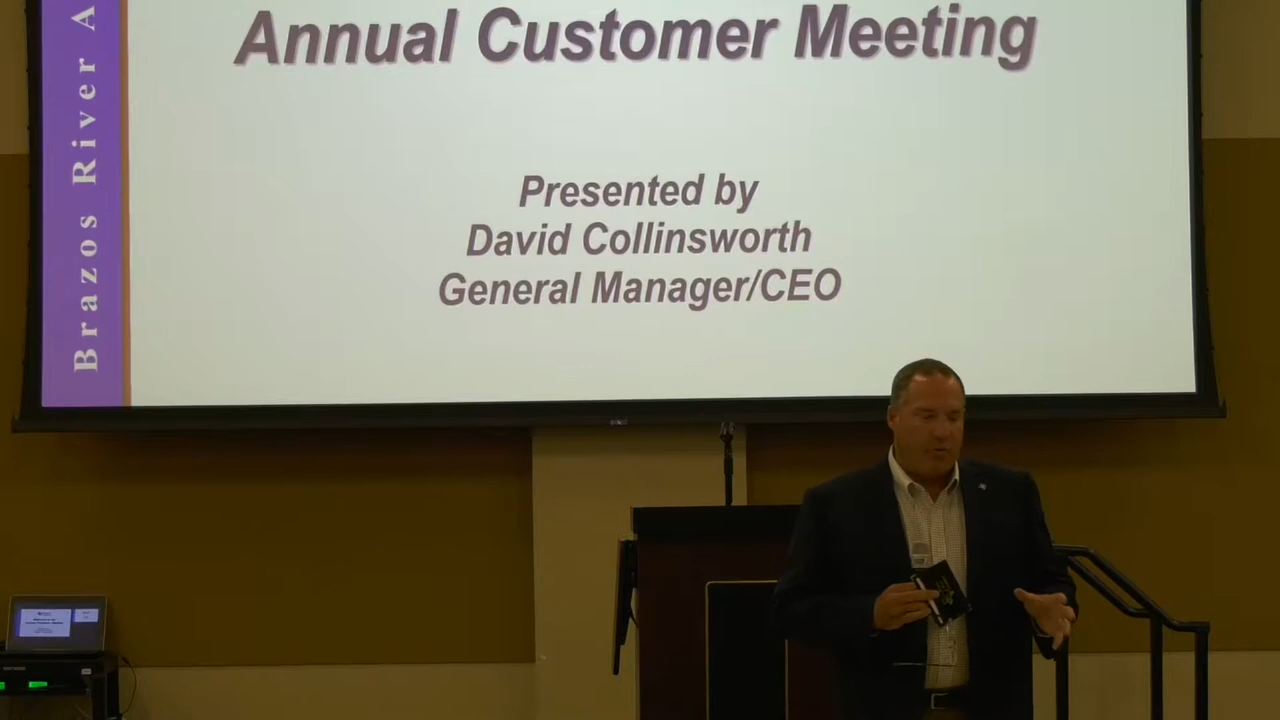 Annual Customer Meeting
Brazos River A
Presented by
David Collinsworth
General Manager/CEO